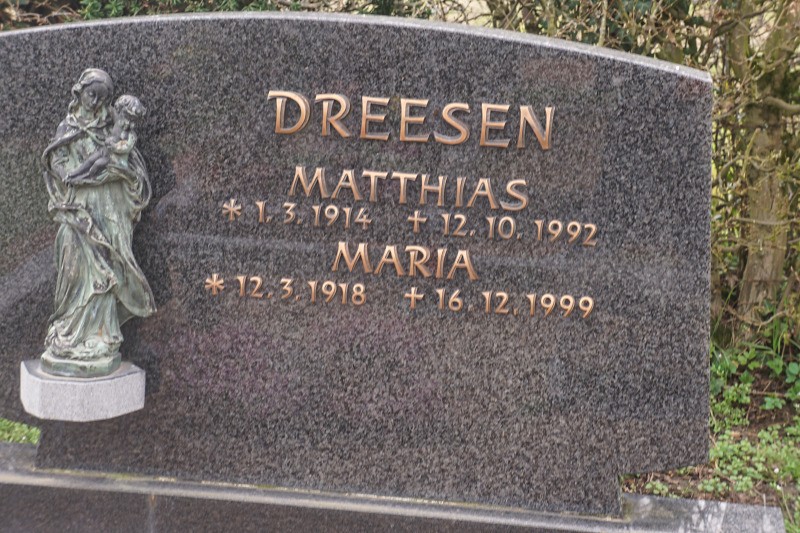 DREESEN
MATTHIAS
* 1. 3. 1914 + 12. 10. 1992
MARIA
* 12. 3. 1918 + 16. 12. 1999